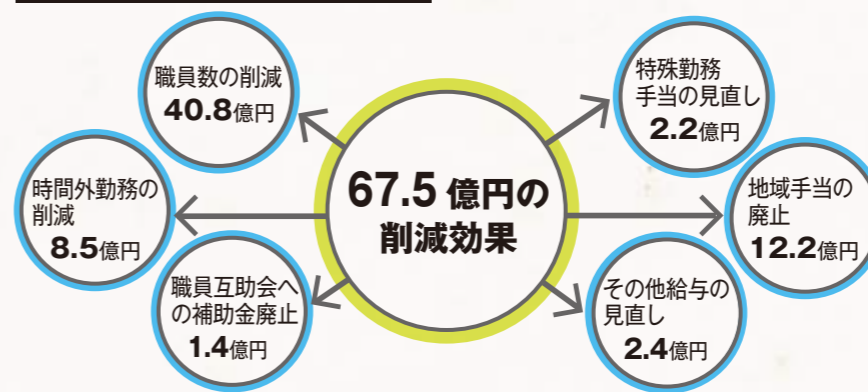 職員数の削減
40.8億円
特殊勤務
手当の見直し
2.2億円
時間外勤務の
削減
8.5億円
67.5億円の
削減効果
地域手当の
廃止
12.2億円
職員互助会へ
の補助金廃止
1.4億円
その他給与の
見直し
2.4億円